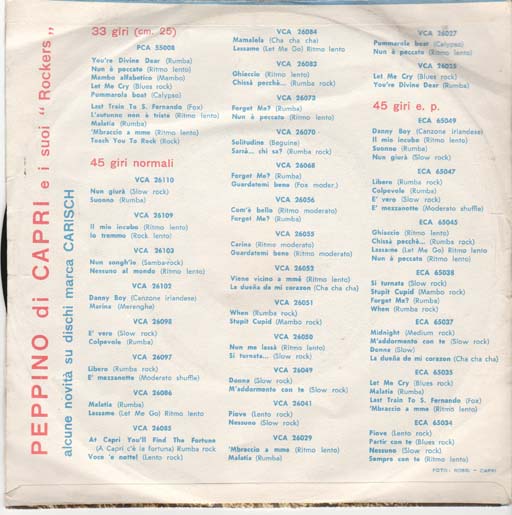 PEPPINO di CAPRI e i suoi "Rockers"
alcune novità su dischi marca CARISCH
33 giri (cm. 25)
PCA 55008
You're Divine Dear (Rumba)
Nun è peccato (Ritmo lento)
Mambo alfabetico (Mambo)
Let Me Cry (Blues rock)
Pummarola boat (Calypso)
Last Train To S. Fernando (Fox)
L'autunno non è triste (Ritmo lento)
Malatia (Rumba)
'Mbraccio a mme (Ritmo lento)
Teach You To Rock (Rock)
45 giri normali
VCA 26110
Nun giurà (Slow rock)
Suonno (Rumba)
VCA 26109
Il mio incubo (Ritmo lento)
Io tremmo (Rock lento)
VCA 26103
Nun songh'io (Samba-rock)
Nessuno al mondo (Ritmo lento)
VCA 26102
Danny Boy (Canzone irlandese)
Marina (Merenghe)
VCA 26098
E' vero (Slow rock)
Colpevole (Rumba)
VCA 26097
Libero (Rumba rock)
E' mezzanotte (Moderato shuffle)
VCA 26086
Malatia (Rumba)
Lassame (Let Me Go) Ritmo lento
VCA 26085
At Capri You'll Find The Fortune
(A Capri c'è la fortuna) Rumba rock
Voce 'e notte! (Lento rock)
VCA 26084
Mamalola (Cha cha cha)
Lassame (Let Me Go) Ritmo lento
VCA 26082
Ghiaccio (Ritmo lento)
Chissà pecchè... (Rumba rock)
VCA 26073
Forget Me? (Rumba)
Nun è peccato (Ritmo lento)
VCA 26070
Solitudine (Beguine)
Sarrà... chi sa? (Rumba rock)
VCA 26068
Forget Me? (Rumba)
Guardatemi bene (Fox moder.)
VCA 26056
Com'è bello (Ritmo moderato)
Forget Me? (Rumba)
VCA 26055
Carina (Ritmo moderato)
Guardatemi bene (Ritmo moderato)
VCA 26052
Viene vicino a mmé (Ritmo lento)
La dueña da mi corazon (Cha cha cha)
VCA 26051
When (Rumba rock)
Stupit Cupid (Mambo rock)
VCA 26050
Nun me lassà (Ritmo lento)
Si turnata... (Slow rock)
VCA 26049
Donna (Slow rock)
M'addormento con te (Slow rock)
VCA 26041
Piove (Lento rock)
Nessuno (Slow rock)
VCA 26029
'Mbraccio a mme (Ritmo lento)
Malatia (Rumba)
VCA 26027
Pummarola boat (Calypso)
Nun è peccato (Ritmo lento)
VCA 26025
Let Me Cry (Blues rock)
You're Divine Dear (Rumba)
45 giri e. p.
ECA 65049
Danny Boy (Canzone irlandese)
Il mio incubo (Ritmo lento)
Suonno (Rumba)
Nun giurà (Slow rock)
ECA 65047
Libero (Rumba rock)
Colpevole (Rumba)
E' vero (Slow rock)
E' mezzanotte (Moderato shuffle)
ECA 65045
Ghiaccio (Ritmo lento)
Chissà pecchè... (Rumba rock)
Lassame (Let Me Go) Ritmo lento
Nun è peccato (Ritmo lento)
ECA 65038
Si turnata (Slow rock)
Stupit Cupid (Mambo rock)
Forget Me? (Rumba)
When (Rumba rock)
ECA 65037
Midnight (Medium rock)
M'addormento con te (Slow rock)
Donna (Slow)
La dueña da mi corazon (Cha cha cha)
ECA 65035
Let Me Cry (Blues rock)
Malatia (Rumba)
Last Train To S. Fernando (Fox)
'Mbraccio a mme (Ritmo lento)
ECA 65034
Piove (Lento rock)
Partir con te (Blues rock)
Nessuno (Slow rock)
Sempre con te (Ritmo lento)
FOTO: ROSSI - CAPRI